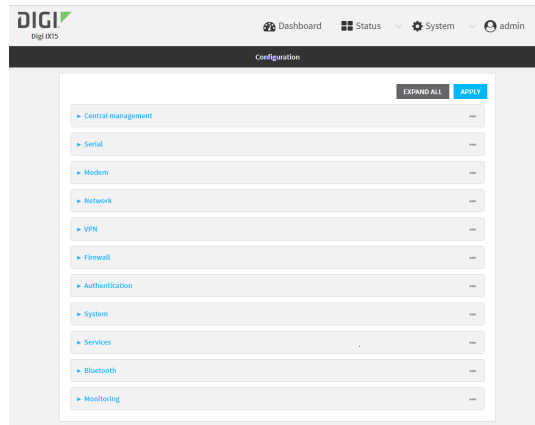 DIGI
Digi IX15
Dashboard Status System admin
Configuration
EXPAND ALL APPLY
Central management
Serial
Modem
Network
VPN
Firewall
Authentication
System
Services
Bluetooth
Monitoring